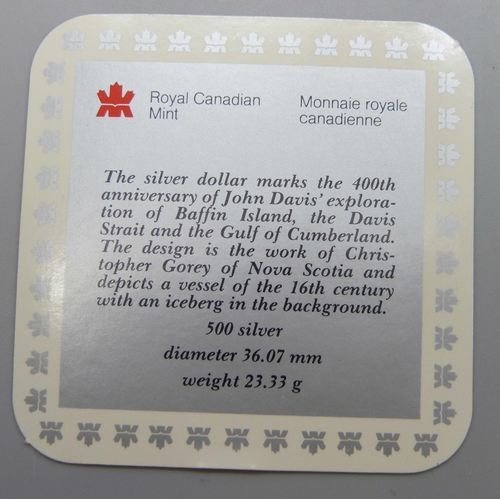 Royal Canadian Mint
Monnaie royale canadienne
The silver dollar marks the 400th
anniversary of John Davis' explora-
tion of Baffin Island, the Davis
Strait and the Gulf of Cumberland.
The design is the work of Chris-
topher Gorey of Nova Scotia and
depicts a vessel of the 16th century
with an iceberg in the background.
500 silver
diameter 36.07 mm
weight 23.33 g